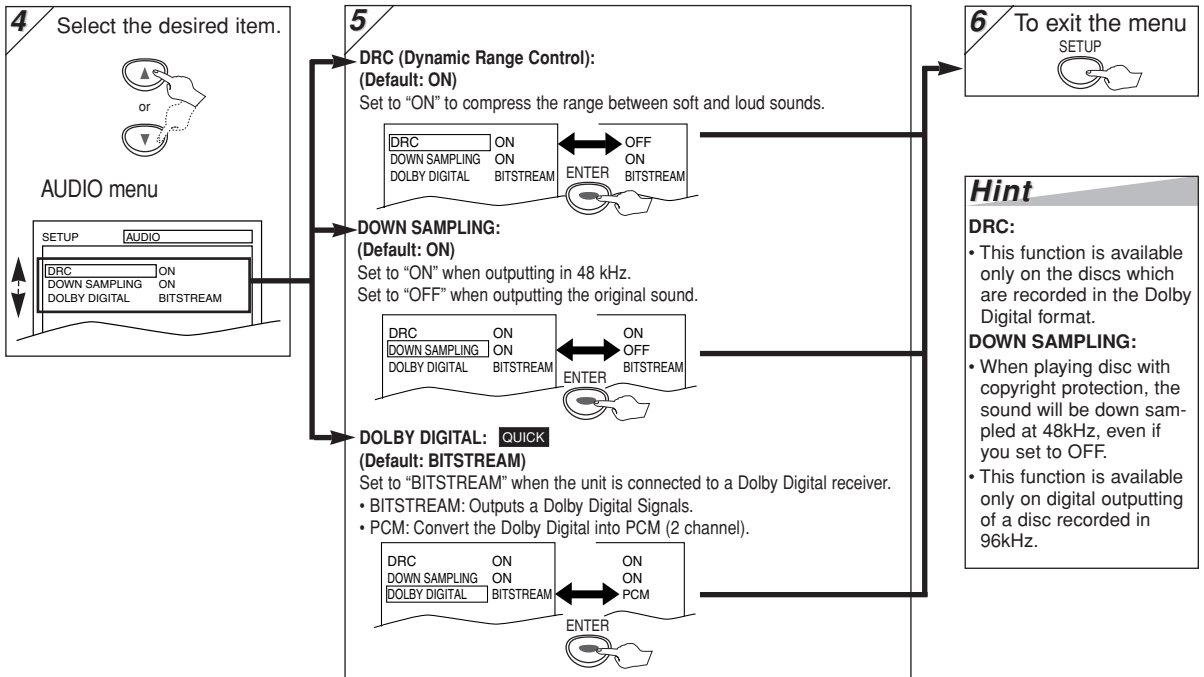 4 Select the desired item.
▲
or
▼
AUDIO menu
SETUP AUDIO
DRC ON
DOWN SAMPLING ON
DOLBY DIGITAL BITSTREAM
5
DRC (Dynamic Range Control):
(Default: ON)
Set to “ON” to compress the range between soft and loud sounds.
DRC ON OFF
DOWN SAMPLING ON ON
DOLBY DIGITAL BITSTREAM BITSTREAM
ENTER
DOWN SAMPLING:
(Default: ON)
Set to “ON” when outputting in 48 kHz.
Set to “OFF” when outputting the original sound.
DRC ON ON
DOWN SAMPLING ON OFF
DOLBY DIGITAL BITSTREAM BITSTREAM
ENTER
DOLBY DIGITAL: QUICK
(Default: BITSTREAM)
Set to “BITSTREAM” when the unit is connected to a Dolby Digital receiver.
• BITSTREAM: Outputs a Dolby Digital Signals.
• PCM: Convert the Dolby Digital into PCM (2 channel).
DRC ON ON
DOWN SAMPLING ON ON
DOLBY DIGITAL BITSTREAM PCM
ENTER
6 To exit the menu
SETUP
Hint
DRC:
• This function is available
only on the discs which
are recorded in the Dolby
Digital format.
DOWN SAMPLING:
• When playing disc with
copyright protection, the
sound will be down sam-
pled at 48kHz, even if
you set to OFF.
• This function is available
only on digital outputting
of a disc recorded in
96kHz.